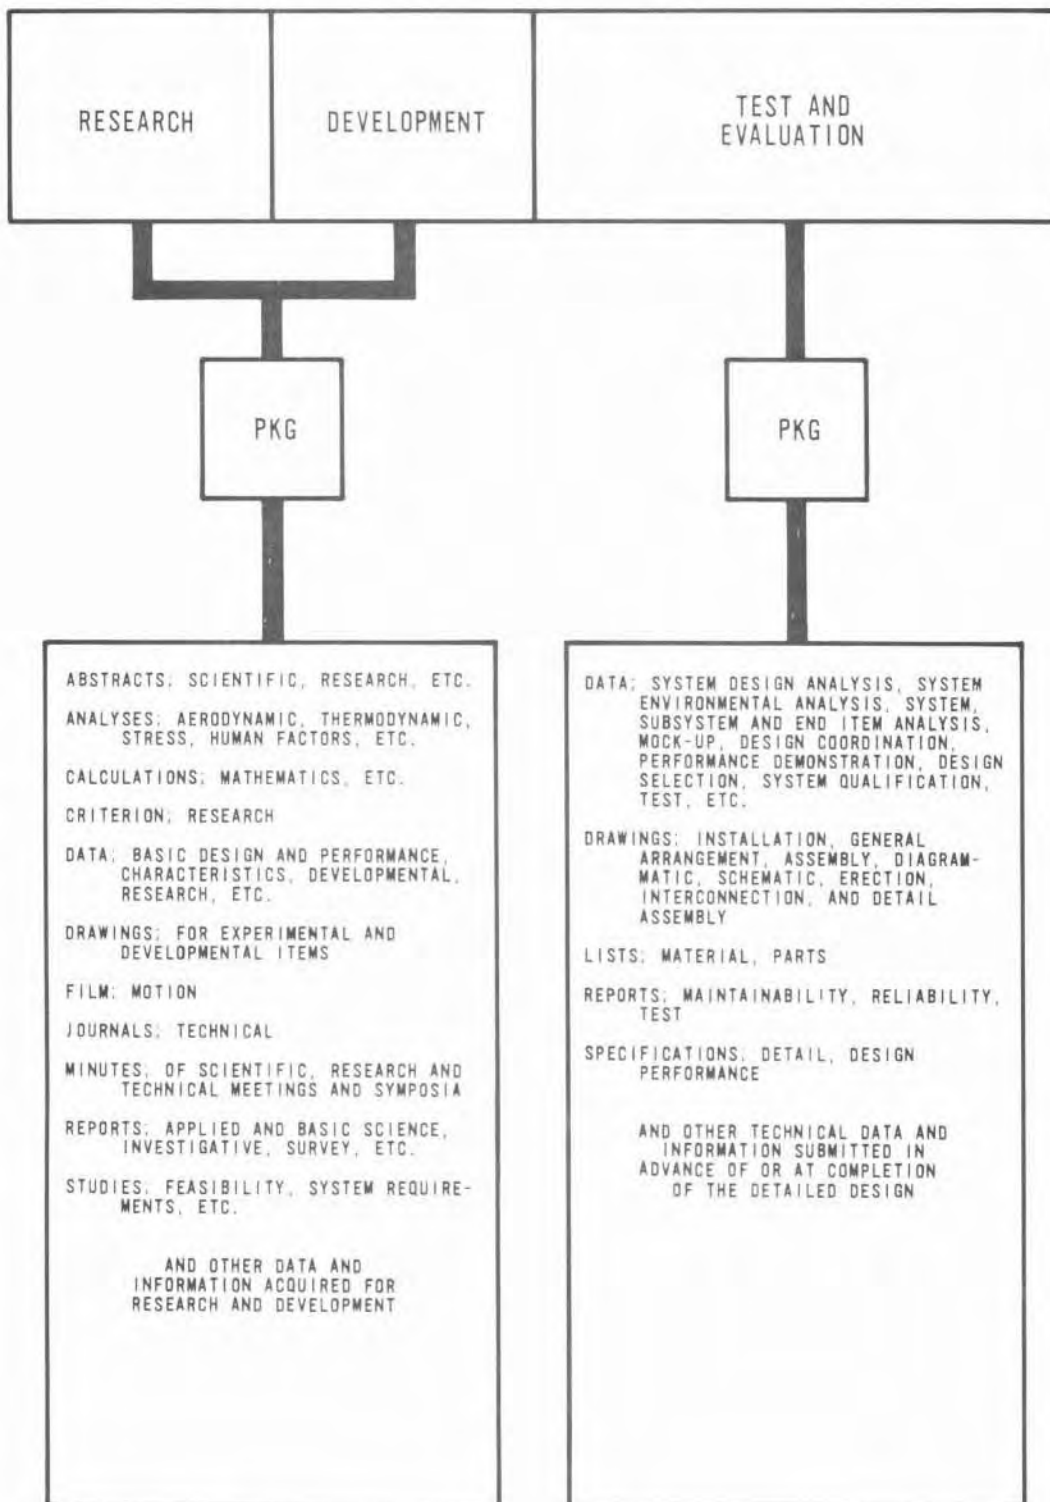 RESEARCH
DEVELOPMENT
TEST AND
EVALUATION
PKG
PKG
ABSTRACTS; SCIENTIFIC, RESEARCH, ETC.
ANALYSES; AERODYNAMIC, THERMODYNAMIC,
STRESS, HUMAN FACTORS, ETC.
CALCULATIONS; MATHEMATICS, ETC.
CRITERION; RESEARCH
DATA; BASIC DESIGN AND PERFORMANCE,
CHARACTERISTICS, DEVELOPMENTAL,
RESEARCH, ETC.
DRAWINGS; FOR EXPERIMENTAL AND
DEVELOPMENTAL ITEMS
FILM; MOTION
JOURNALS; TECHNICAL
MINUTES; OF SCIENTIFIC, RESEARCH AND
TECHNICAL MEETINGS AND SYMPOSIA
REPORTS; APPLIED AND BASIC SCIENCE,
INVESTIGATIVE, SURVEY, ETC.
STUDIES; FEASIBILITY, SYSTEM REQUIRE-
MENTS, ETC.
AND OTHER DATA AND
INFORMATION ACQUIRED FOR
RESEARCH AND DEVELOPMENT
DATA; SYSTEM DESIGN ANALYSIS, SYSTEM
ENVIRONMENTAL ANALYSIS, SYSTEM,
SUBSYSTEM AND END ITEM ANALYSIS,
MOCK-UP, DESIGN COORDINATION,
PERFORMANCE DEMONSTRATION, DESIGN
SELECTION, SYSTEM QUALIFICATION,
TEST, ETC.
DRAWINGS; INSTALLATION, GENERAL
ARRANGEMENT, ASSEMBLY, DIAGRAM-
MATIC, SCHEMATIC, ERECTION,
INTERCONNECTION, AND DETAIL
ASSEMBLY
LISTS; MATERIAL, PARTS
REPORTS; MAINTAINABILITY, RELIABILITY,
TEST
SPECIFICATIONS; DETAIL, DESIGN
PERFORMANCE
AND OTHER TECHNICAL DATA AND
INFORMATION SUBMITTED IN
ADVANCE OF OR AT COMPLETION
OF THE DETAILED DESIGN